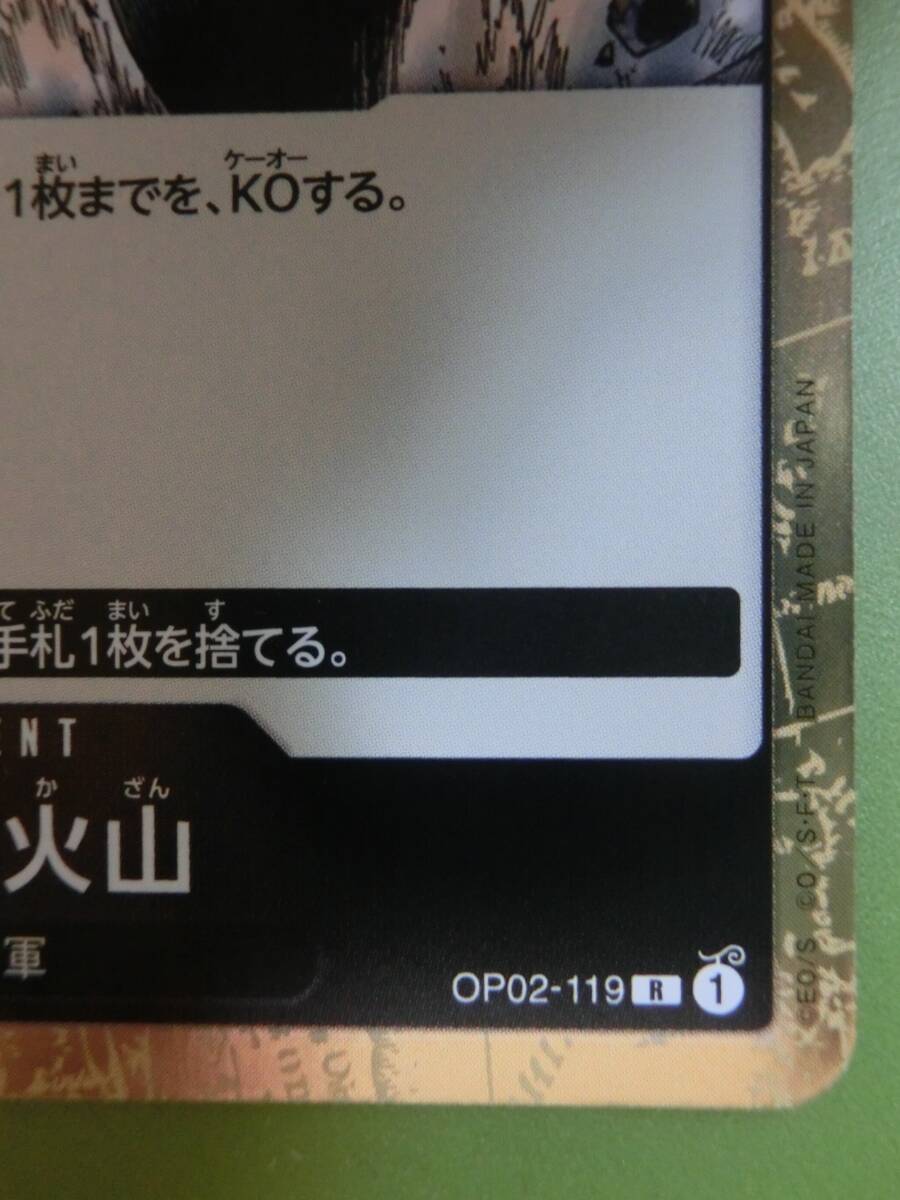 まい ケーオー
1枚までを、KOする。
て ふだ まい す
手札1枚を捨てる。
ENT
か ざん
火山
軍
OP02-119 R 1
©EO/S. ©O/S・F・T BANDAI MADE IN JAPAN